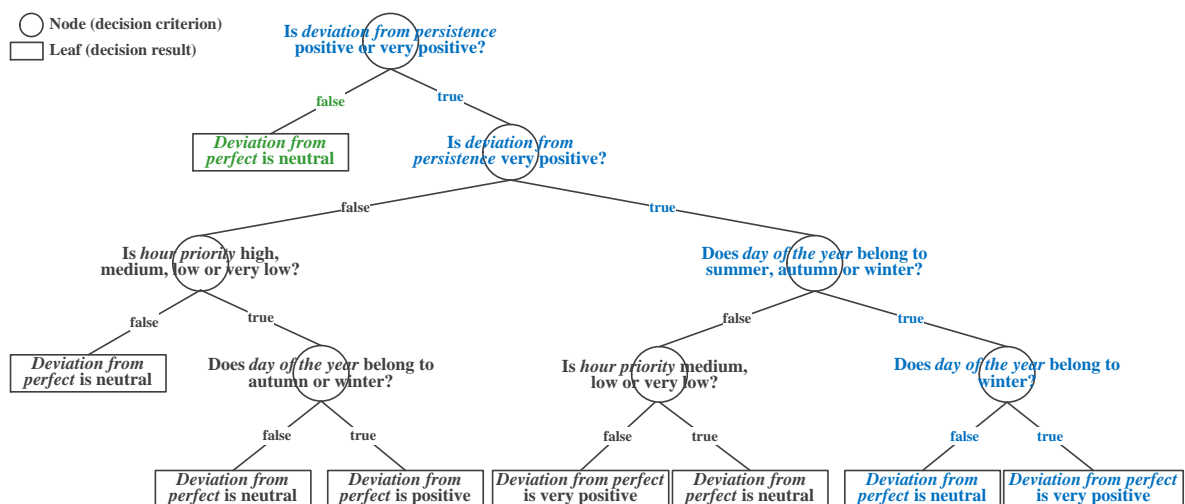 Node (decision criterion)
Leaf (decision result)
Is deviation from persistence
positive or very positive?
false
true
Deviation from
perfect is neutral
Is deviation from
persistence very positive?
false
true
Is hour priority high,
medium, low or very low?
Does day of the year belong to
summer, autumn or winter?
false
true
false
true
Deviation from
perfect is neutral
Does day of the year belong to
autumn or winter?
Is hour priority medium,
low or very low?
Does day of the year belong to
winter?
false
true
false
true
false
true
Deviation from
perfect is neutral
Deviation from
perfect is positive
Deviation from perfect
is very positive
Deviation from
perfect is neutral
Deviation from
perfect is neutral
Deviation from perfect
is very positive